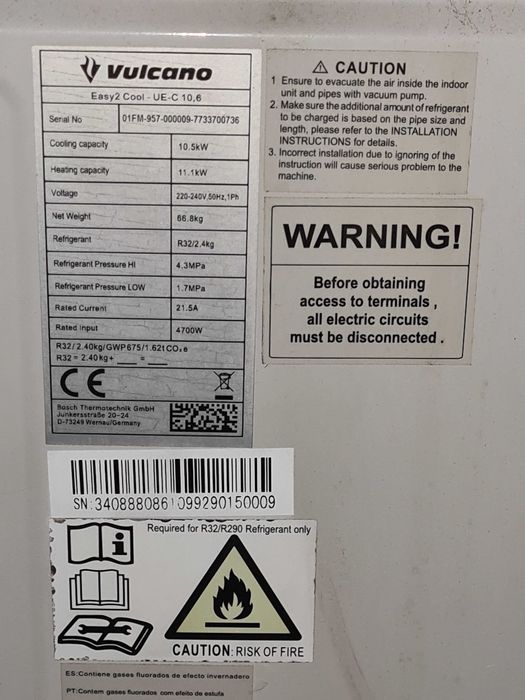 Vulcano
Easy2 Cool - UE-C 10,6
Serial No 01FM-957-000009-7733700736
Cooling capacity 10.5kW
Heating capacity 11.1kW
Voltage 220-240V,50Hz,1Ph
Net Weight 66.8kg
Refrigerant R32/2.4kg
Refrigerant Pressure HI 4.3MPa
Refrigerant Pressure LOW 1.7MPa
Rated Current 21.5A
Rated Input 4700W
R32/2.40kg/GWP675/1.62tCO₂e
R32 = 2.40kg+ ___ = ___
CE
Bosch Thermotechnik GmbH
Junkersstraße 20-24
D-73249 Wernau/Germany
CAUTION
1 Ensure to evacuate the air inside the indoor
unit and pipes with vacuum pump.
2. Make sure the additional amount of refrigerant
to be charged is based on the pipe size and
length, please refer to the INSTALLATION
INSTRUCTIONS for details.
3. Incorrect installation due to ignoring of the
instruction will cause serious problem to the
machine.
WARNING!
Before obtaining
access to terminals ,
all electric circuits
must be disconnected .
SN:3408880861099290150009
Required for R32/R290 Refrigerant only
CAUTION: RISK OF FIRE
ES:Contiene gases fluorados de efecto invernadero
PT:Contem gases fluorados com efeito de estufa